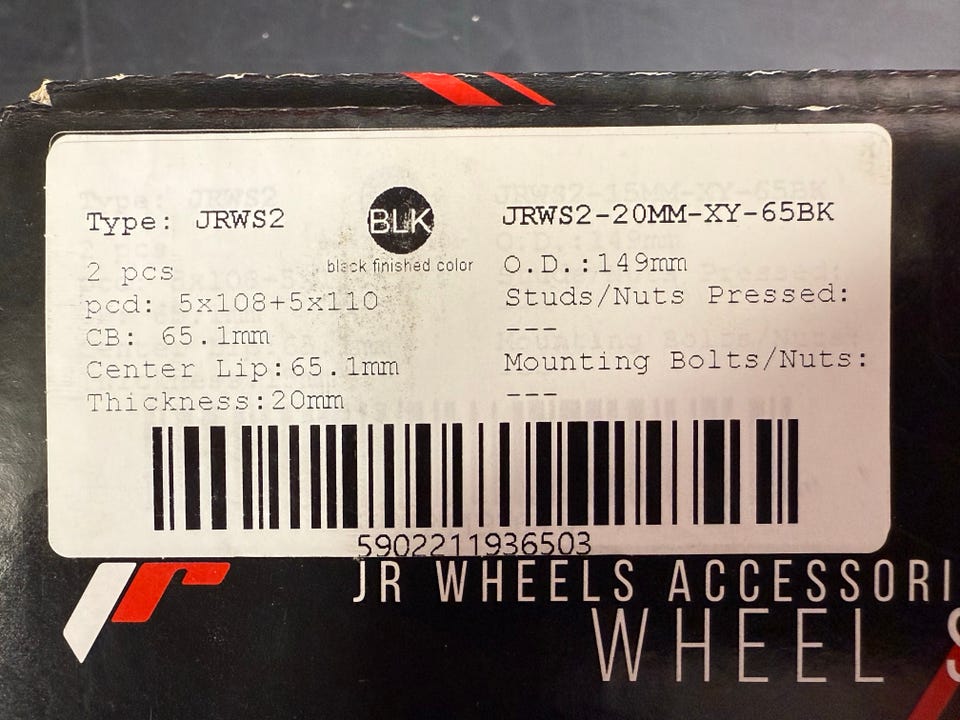 Type: JRWS2
BLK
black finished color
2 pcs
pcd: 5x108+5x110
CB: 65.1mm
Center Lip:65.1mm
Thickness:20mm
JRWS2-20MM-XY-65BK
O.D.:149mm
Studs/Nuts Pressed:
---
Mounting Bolts/Nuts:
---
5902211936503
jr
JR WHEELS ACCESSORI
WHEEL S